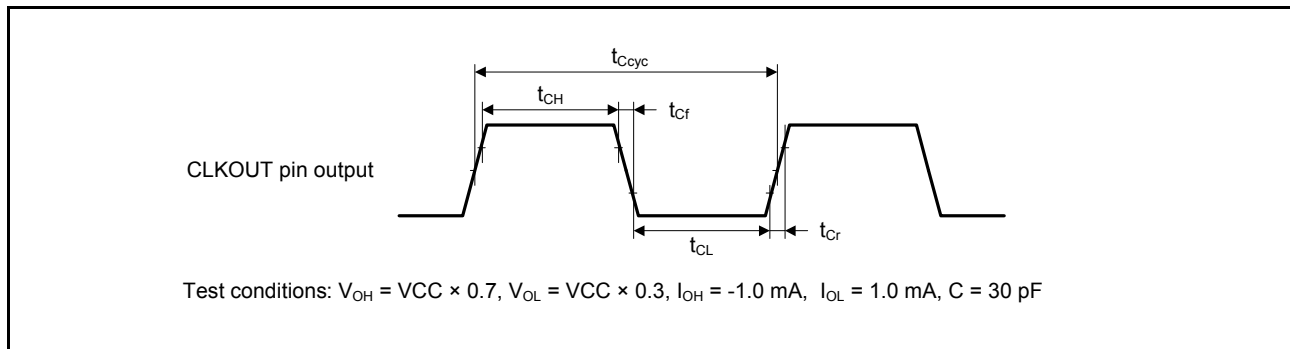 tCcyc
tCH
tCf
CLKOUT pin output
tCL
tCr
Test conditions: VOH = VCC × 0.7, VOL = VCC × 0.3, IOH = -1.0 mA, IOL = 1.0 mA, C = 30 pF